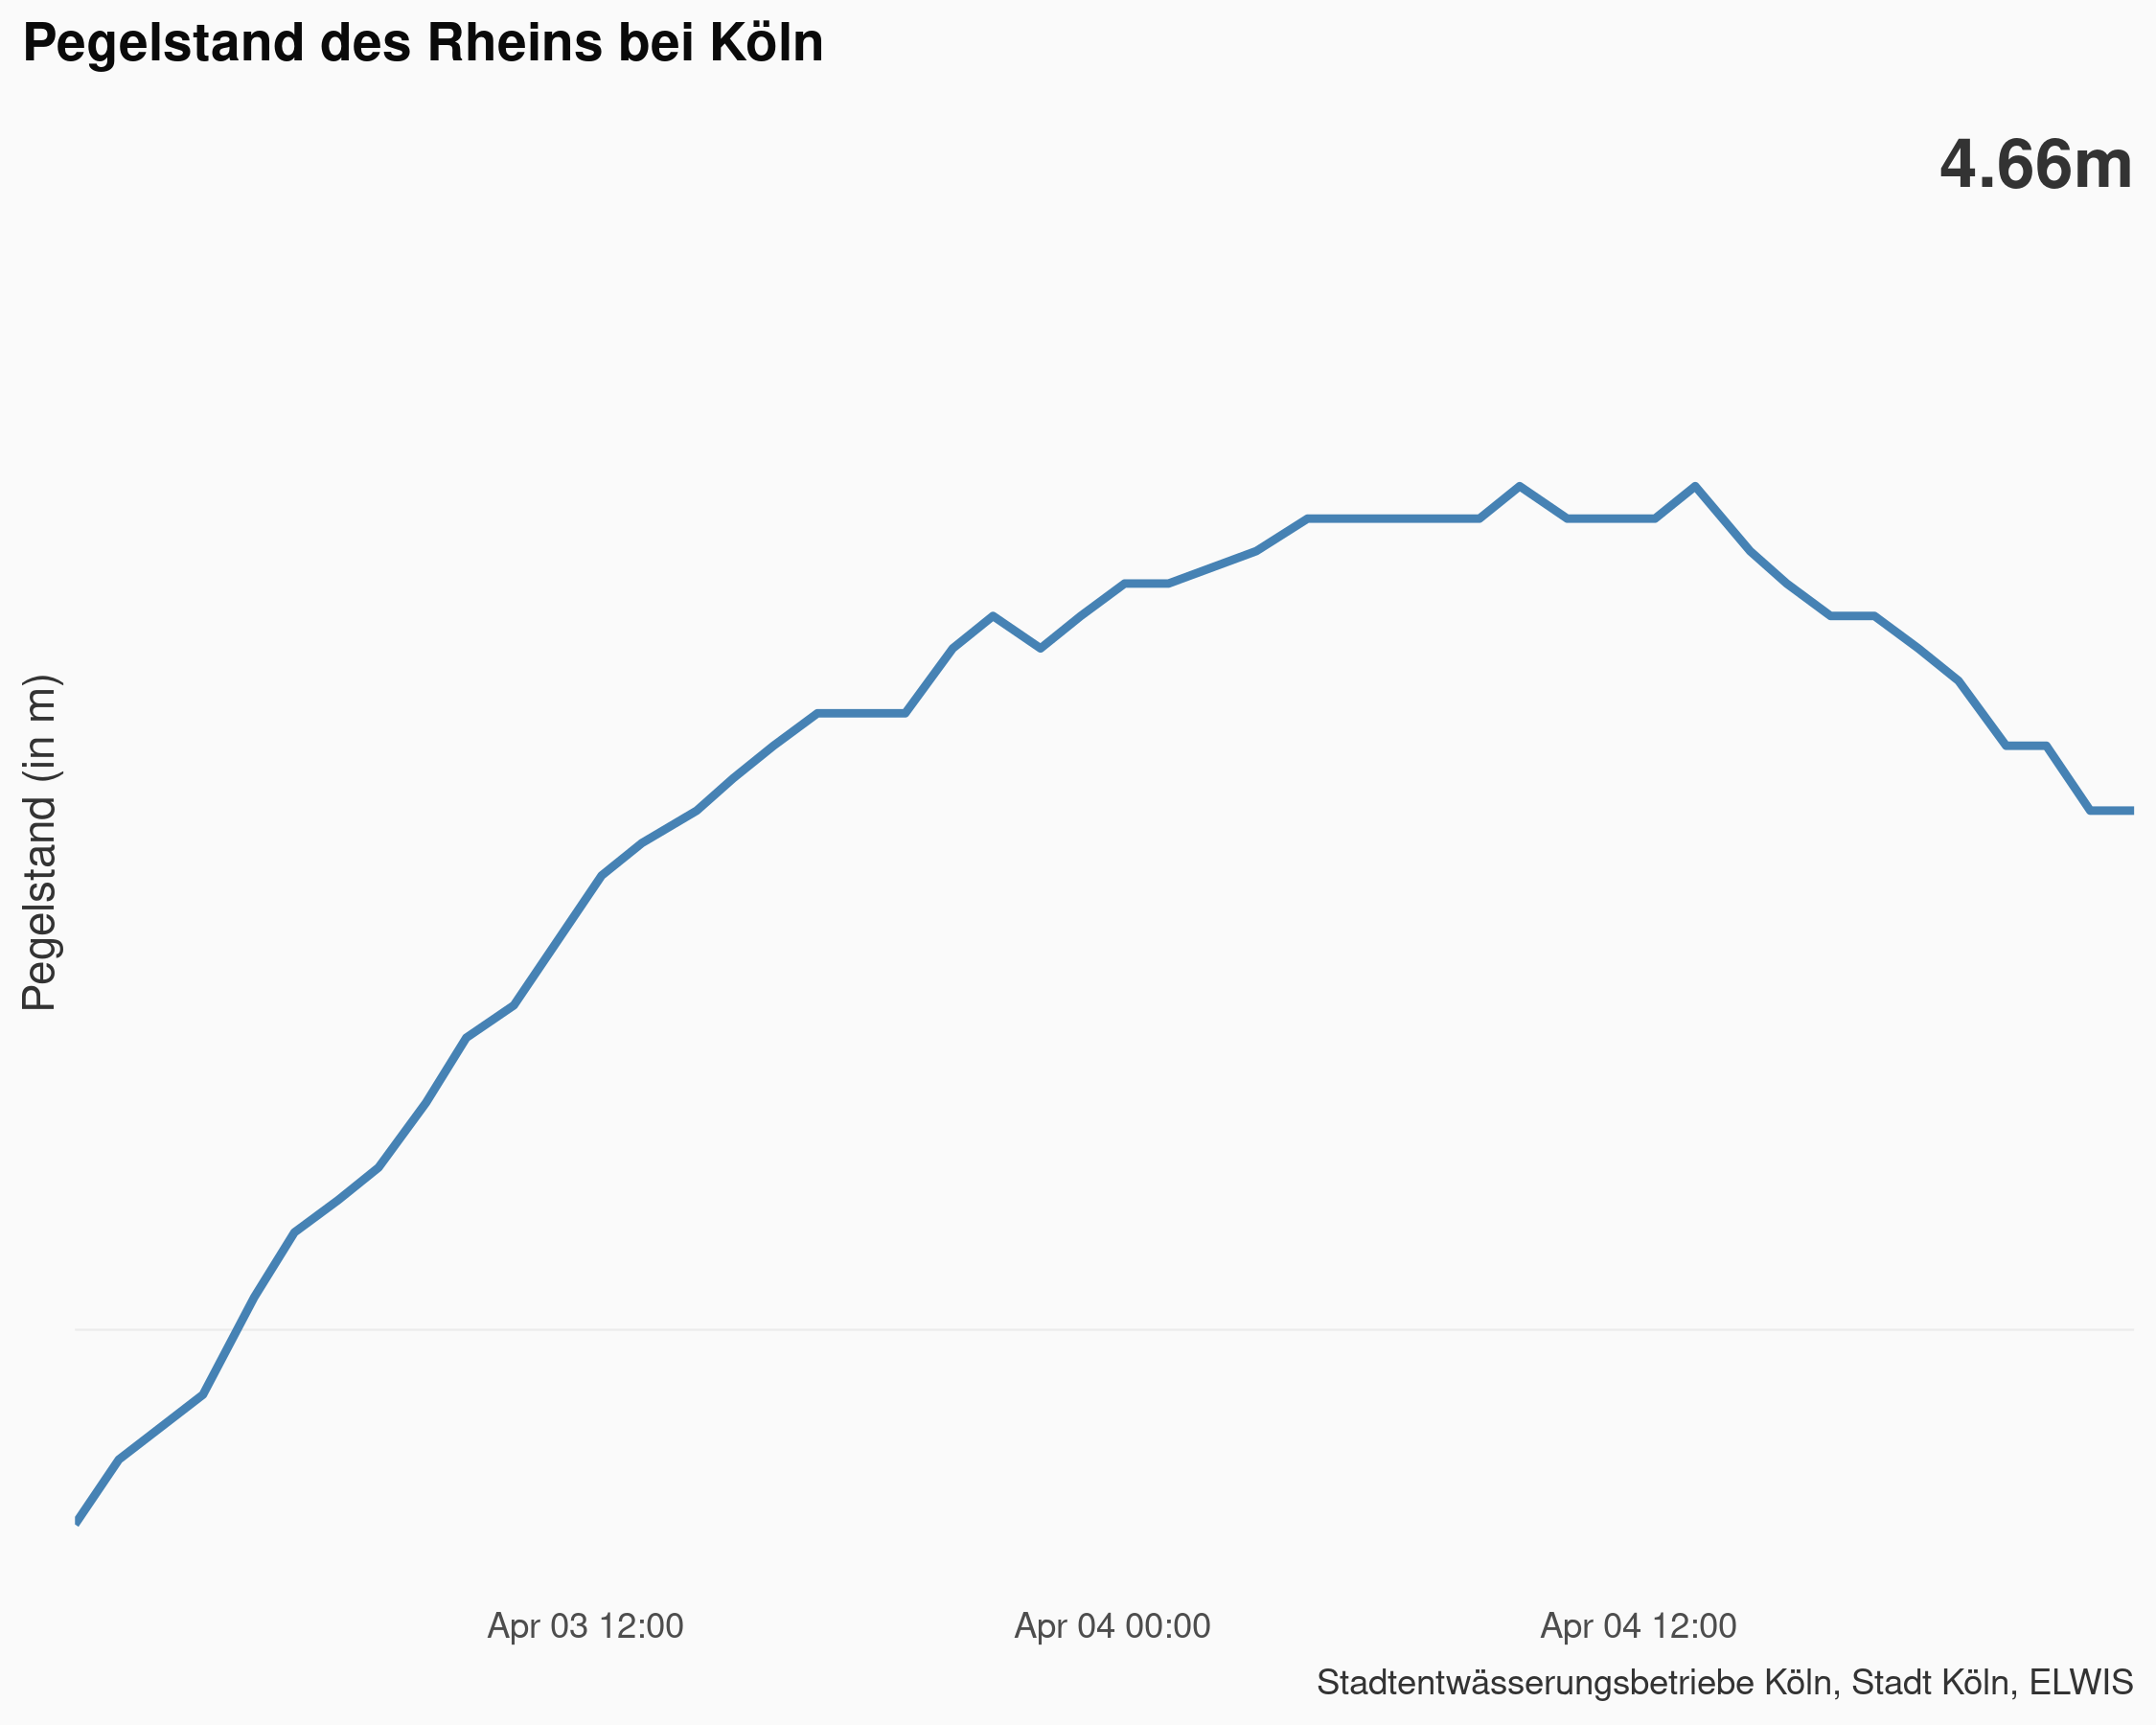 Pegelstand des Rheins bei Köln
4.66m
Pegelstand (in m)
Apr 03 12:00
Apr 04 00:00
Apr 04 12:00
Stadtentwässerungsbetriebe Köln, Stadt Köln, ELWIS